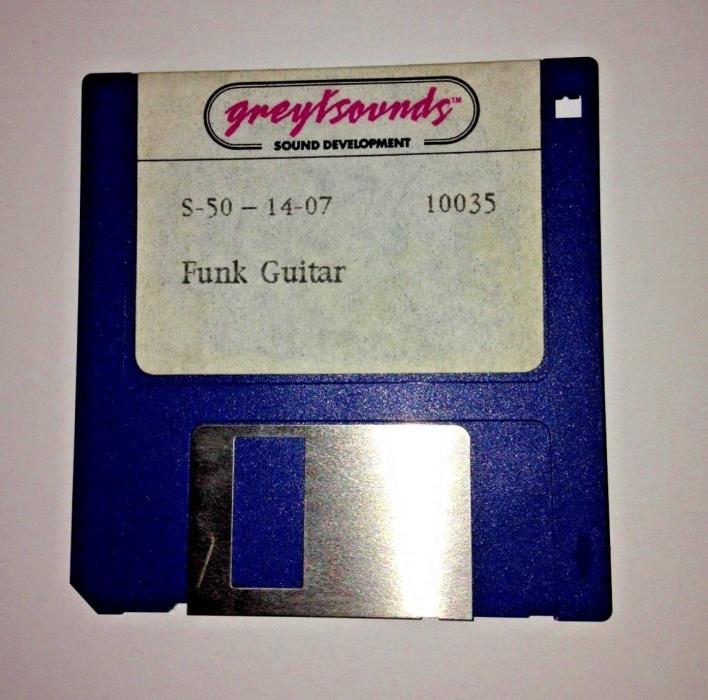 greytsounds™
SOUND DEVELOPMENT
S-50 — 14-07 10035
Funk Guitar